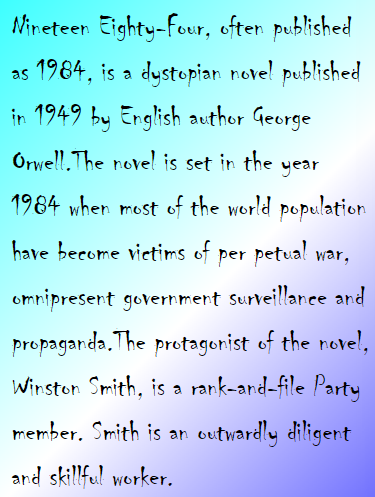 Nineteen Eighty-Four, often published
as 1984, is a dystopian novel published
in 1949 by English author George
Orwell.The novel is set in the year
1984 when most of the world population
have become victims of per petual war,
omnipresent government surveillance and
propaganda.The protagonist of the novel,
Winston Smith, is a rank-and-file Party
member. Smith is an outwardly diligent
and skillful worker.